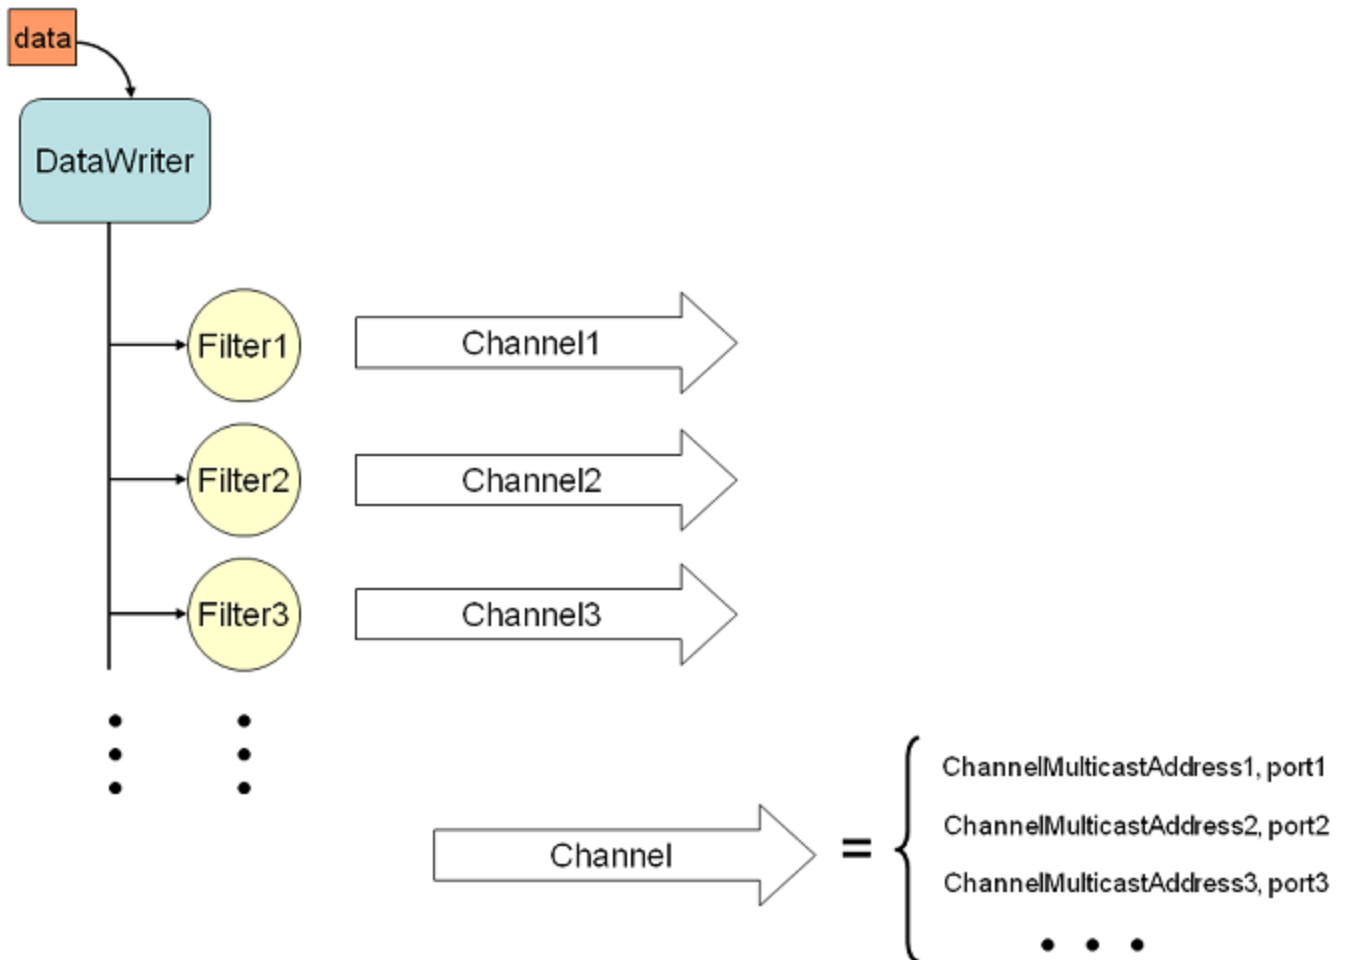 data
DataWriter
Filter1
Channel1
Filter2
Channel2
Filter3
Channel3
Channel
=
ChannelMulticastAddress1, port1
ChannelMulticastAddress2, port2
ChannelMulticastAddress3, port3